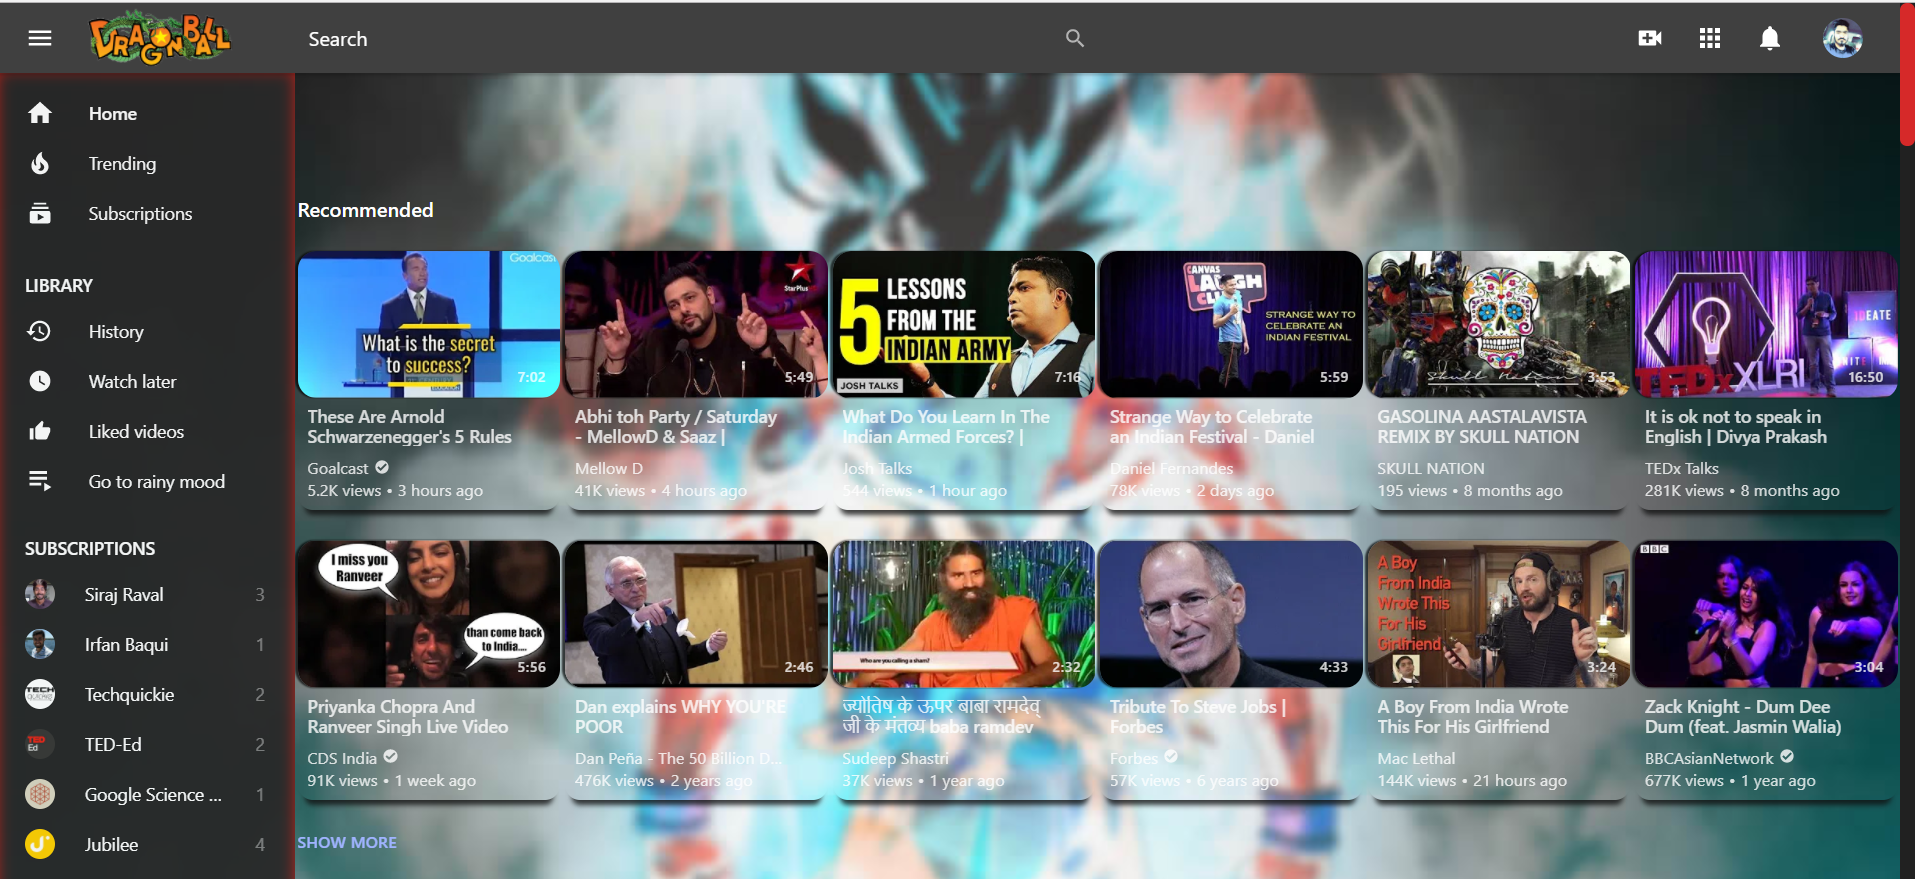 DRAGON BALL
Search
Home
Trending
Subscriptions
LIBRARY
History
Watch later
Liked videos
Go to rainy mood
SUBSCRIPTIONS
Siraj Raval 3
Irfan Baqui 1
Techquickie 2
TED-Ed 2
Google Science ... 1
Jubilee 4
Recommended
Goalcast
What is the secret
to success?
7:02
These Are Arnold
Schwarzenegger's 5 Rules
Goalcast
5.2K views • 3 hours ago
StarPlus
5:49
Abhi toh Party / Saturday
- MellowD & Saaz |
Mellow D
41K views • 4 hours ago
5 LESSONS
FROM THE
INDIAN ARMY
JOSH TALKS
7:16
What Do You Learn In The
Indian Armed Forces? |
Josh Talks
544 views • 1 hour ago
CANVAS
LAUGH
CLUB
STRANGE WAY TO
CELEBRATE AN
INDIAN FESTIVAL
5:59
Strange Way to Celebrate
an Indian Festival - Daniel
Daniel Fernandes
78K views • 2 days ago
Skull Nation
3:53
GASOLINA AASTALAVISTA
REMIX BY SKULL NATION
SKULL NATION
195 views • 8 months ago
IDEATE
TEDxXLRI
16:50
It is ok not to speak in
English | Divya Prakash
TEDx Talks
281K views • 8 months ago
I miss you
Ranveer
than come back
to India....
5:56
Priyanka Chopra And
Ranveer Singh Live Video
CDS India
91K views • 1 week ago
2:46
Dan explains WHY YOU'RE
POOR
Dan Peña - The 50 Billion D...
476K views • 2 years ago
Who are you calling a sham?
2:32
ज्योतिष के ऊपर बाबा रामदेव्
जी के मंतव्य baba ramdev
Sudeep Shastri
37K views • 1 year ago
4:33
Tribute To Steve Jobs |
Forbes
Forbes
57K views • 6 years ago
A Boy
From India
Wrote This
For His
Girlfriend
3:24
A Boy From India Wrote
This For His Girlfriend
Mac Lethal
144K views • 21 hours ago
BBC
3:04
Zack Knight - Dum Dee
Dum (feat. Jasmin Walia)
BBCAsianNetwork
677K views • 1 year ago
SHOW MORE